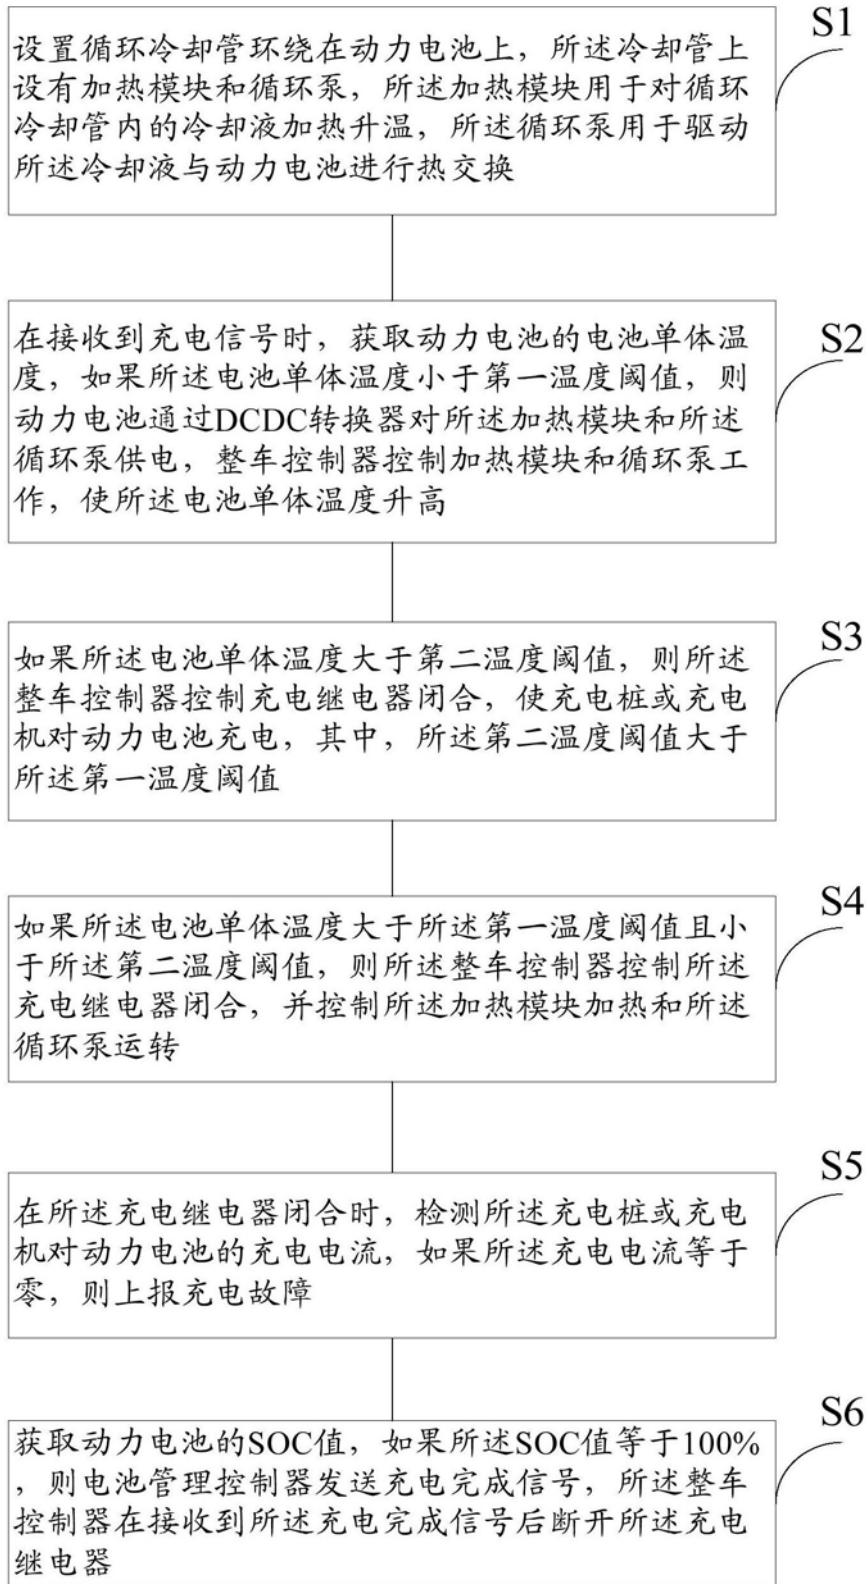 S1
设置循环冷却管环绕在动力电池上，所述冷却管上
设有加热模块和循环泵，所述加热模块用于对循环
冷却管内的冷却液加热升温，所述循环泵用于驱动
所述冷却液与动力电池进行热交换
S2
在接收到充电信号时，获取动力电池的电池单体温
度，如果所述电池单体温度小于第一温度阈值，则
动力电池通过DCDC转换器对所述加热模块和所述
循环泵供电，整车控制器控制加热模块和循环泵工
作，使所述电池单体温度升高
S3
如果所述电池单体温度大于第二温度阈值，则所述
整车控制器控制充电继电器闭合，使充电桩或充电
机对动力电池充电，其中，所述第二温度阈值大于
所述第一温度阈值
S4
如果所述电池单体温度大于所述第一温度阈值且小
于所述第二温度阈值，则所述整车控制器控制所述
充电继电器闭合，并控制所述加热模块加热和所述
循环泵运转
S5
在所述充电继电器闭合时，检测所述充电桩或充电
机对动力电池的充电电流，如果所述充电电流等于
零，则上报充电故障
S6
获取动力电池的SOC值，如果所述SOC值等于100%
，则电池管理控制器发送充电完成信号，所述整车
控制器在接收到所述充电完成信号后断开所述充电
继电器